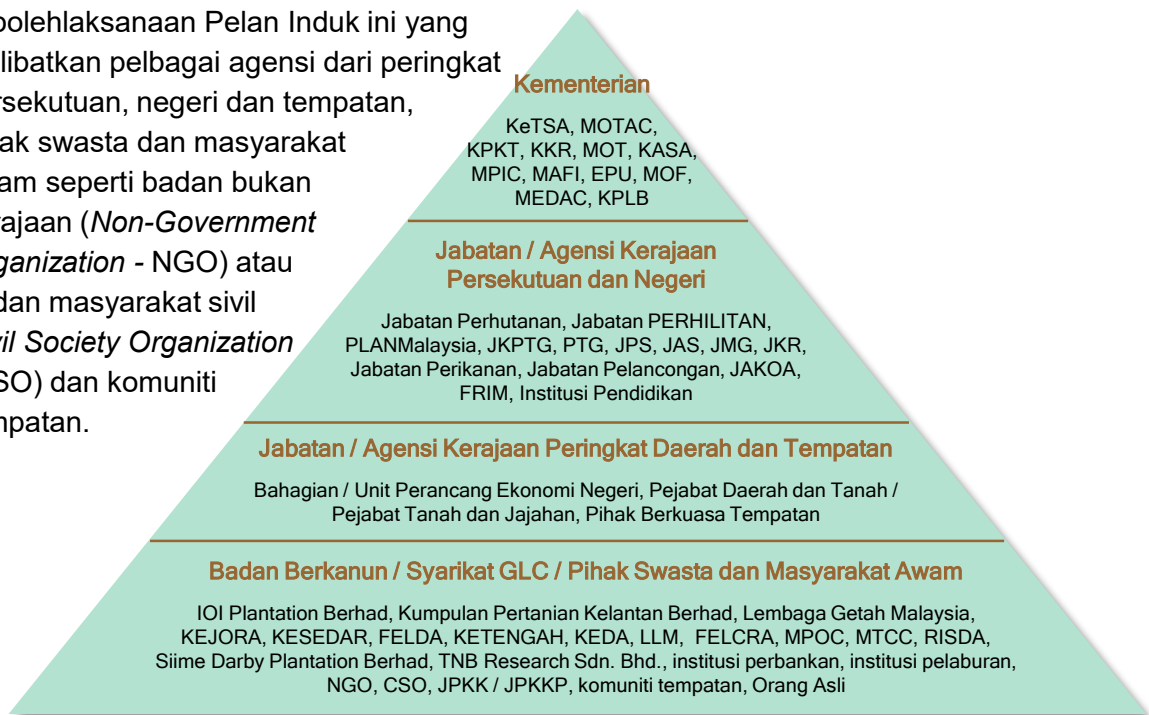 bolehlaksanaan Pelan Induk ini yang
libatkan pelbagai agensi dari peringkat
rsekutuan, negeri dan tempatan,
ak swasta dan masyarakat
am seperti badan bukan
rajaan (Non-Government
ganization - NGO) atau
dan masyarakat sivil
vil Society Organization
SO) dan komuniti
mpatan.
Kementerian
KeTSA, MOTAC,
KPKT, KKR, MOT, KASA,
MPIC, MAFI, EPU, MOF,
MEDAC, KPLB
Jabatan / Agensi Kerajaan
Persekutuan dan Negeri
Jabatan Perhutanan, Jabatan PERHILITAN,
PLANMalaysia, JKPTG, PTG, JPS, JAS, JMG, JKR,
Jabatan Perikanan, Jabatan Pelancongan, JAKOA,
FRIM, Institusi Pendidikan
Jabatan / Agensi Kerajaan Peringkat Daerah dan Tempatan
Bahagian / Unit Perancang Ekonomi Negeri, Pejabat Daerah dan Tanah /
Pejabat Tanah dan Jajahan, Pihak Berkuasa Tempatan
Badan Berkanun / Syarikat GLC / Pihak Swasta dan Masyarakat Awam
IOI Plantation Berhad, Kumpulan Pertanian Kelantan Berhad, Lembaga Getah Malaysia,
KEJORA, KESEDAR, FELDA, KETENGAH, KEDA, LLM, FELCRA, MPOC, MTCC, RISDA,
Siime Darby Plantation Berhad, TNB Research Sdn. Bhd., institusi perbankan, institusi pelaburan,
NGO, CSO, JPKK / JPKKP, komuniti tempatan, Orang Asli